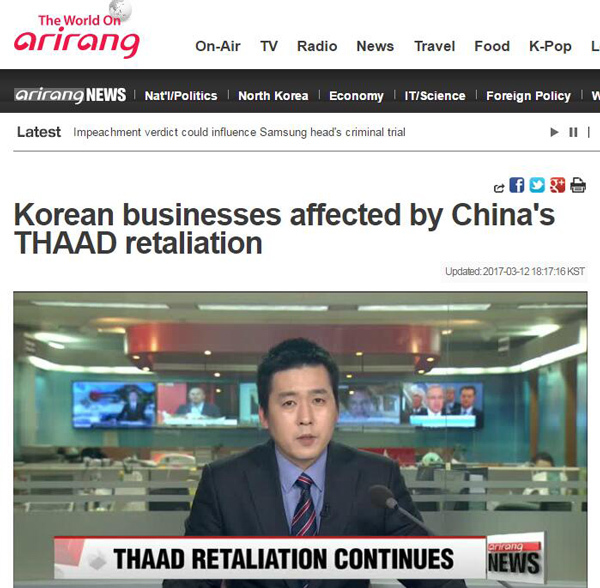 The World On
arirang
On-Air TV Radio News Travel Food K-Pop L
arirang NEWS Nat'l/Politics North Korea Economy IT/Science Foreign Policy W
Latest Impeachment verdict could influence Samsung head's criminal trial
Korean businesses affected by China's
THAAD retaliation
Updated: 2017-03-12 18:17:16 KST
THAAD RETALIATION CONTINUES
arirang
NEWS